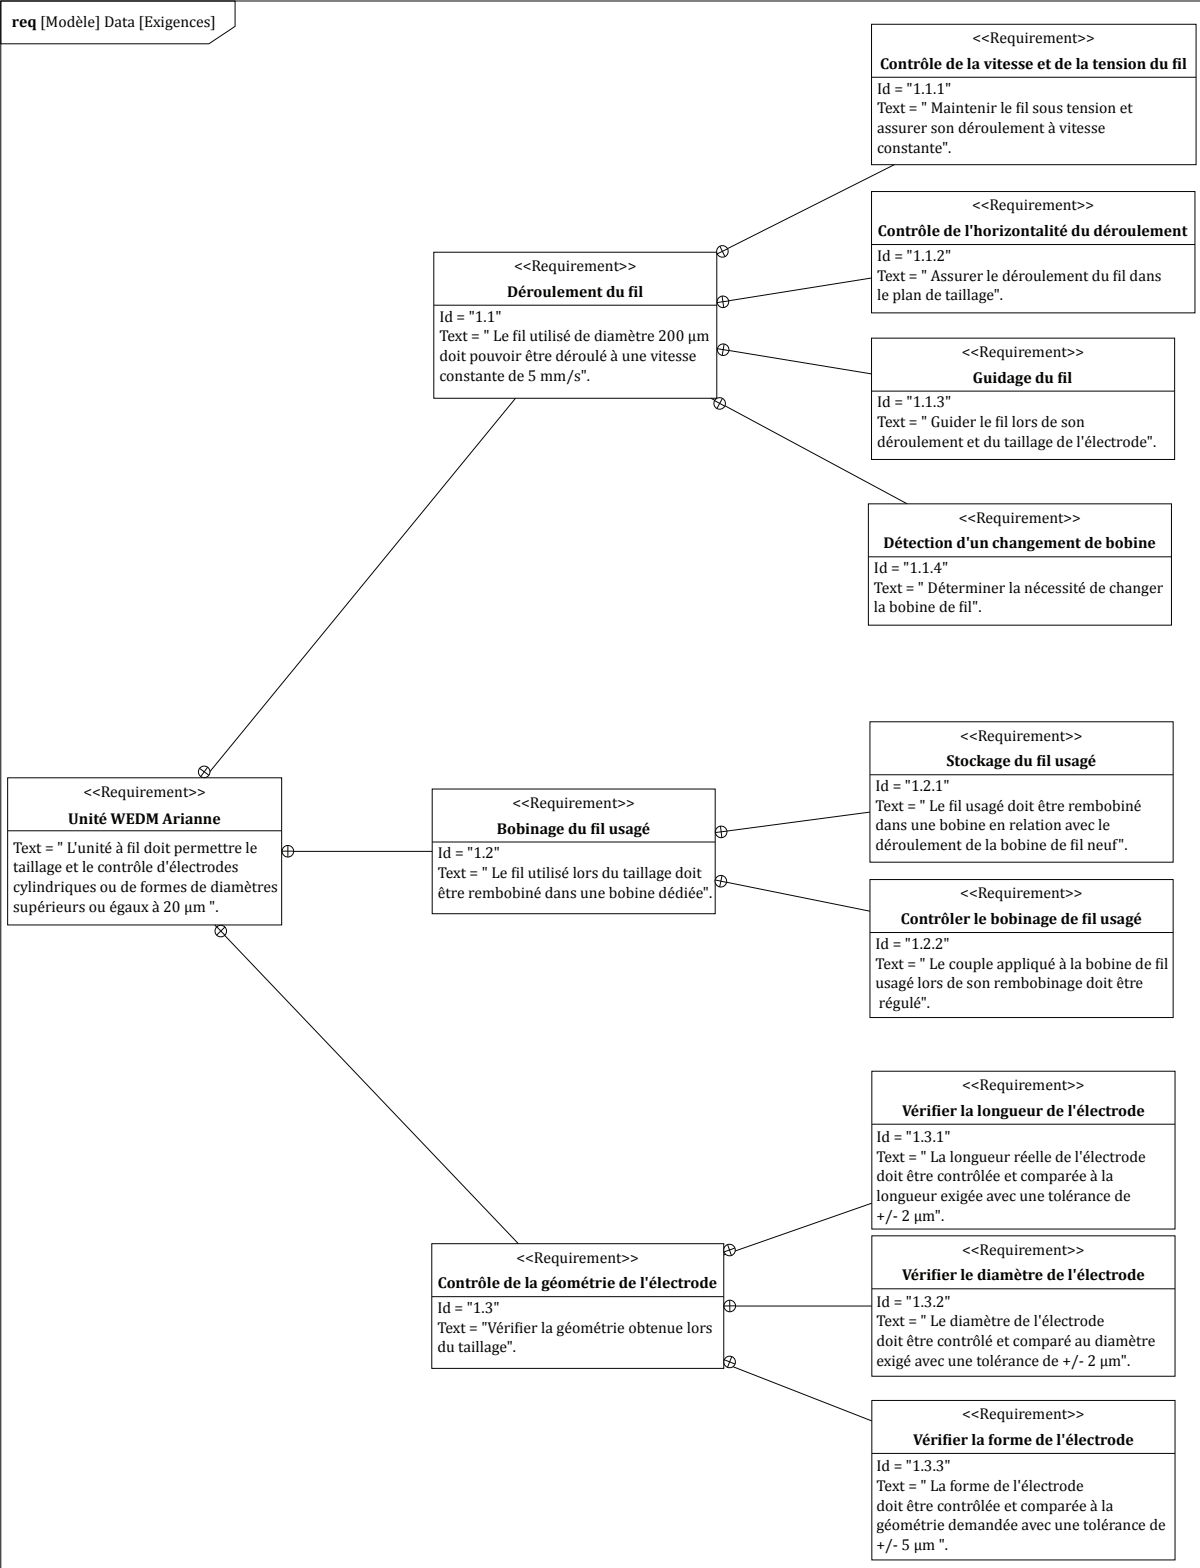 req [Modèle] Data [Exigences]
<<Requirement>>
Contrôle de la vitesse et de la tension du fil
Id = "1.1.1"
Text = " Maintenir le fil sous tension et
assurer son déroulement à vitesse
constante".
<<Requirement>>
Contrôle de l'horizontalité du déroulement
Id = "1.1.2"
Text = " Assurer le déroulement du fil dans
le plan de taillage".
<<Requirement>>
Déroulement du fil
Id = "1.1"
Text = " Le fil utilisé de diamètre 200 µm
doit pouvoir être déroulé à une vitesse
constante de 5 mm/s".
<<Requirement>>
Guidage du fil
Id = "1.1.3"
Text = " Guider le fil lors de son
déroulement et du taillage de l'électrode".
<<Requirement>>
Détection d'un changement de bobine
Id = "1.1.4"
Text = " Déterminer la nécessité de changer
la bobine de fil".
<<Requirement>>
Unité WEDM Arianne
Text = " L'unité à fil doit permettre le
taillage et le contrôle d'électrodes
cylindriques ou de formes de diamètres
supérieurs ou égaux à 20 µm ".
<<Requirement>>
Bobinage du fil usagé
Id = "1.2"
Text = " Le fil utilisé lors du taillage doit
être rembobiné dans une bobine dédiée".
<<Requirement>>
Stockage du fil usagé
Id = "1.2.1"
Text = " Le fil usagé doit être rembobiné
dans une bobine en relation avec le
déroulement de la bobine de fil neuf".
<<Requirement>>
Contrôler le bobinage de fil usagé
Id = "1.2.2"
Text = " Le couple appliqué à la bobine de fil
usagé lors de son rembobinage doit être
régulé".
<<Requirement>>
Vérifier la longueur de l'électrode
Id = "1.3.1"
Text = " La longueur réelle de l'électrode
doit être contrôlée et comparée à la
longueur exigée avec une tolérance de
+/- 2 µm".
<<Requirement>>
Contrôle de la géométrie de l'électrode
Id = "1.3"
Text = "Vérifier la géométrie obtenue lors
du taillage".
<<Requirement>>
Vérifier le diamètre de l'électrode
Id = "1.3.2"
Text = " Le diamètre de l'électrode
doit être contrôlé et comparé au diamètre
exigé avec une tolérance de +/- 2 µm".
<<Requirement>>
Vérifier la forme de l'électrode
Id = "1.3.3"
Text = " La forme de l'électrode
doit être contrôlée et comparée à la
géométrie demandée avec une tolérance de
+/- 5 µm ".